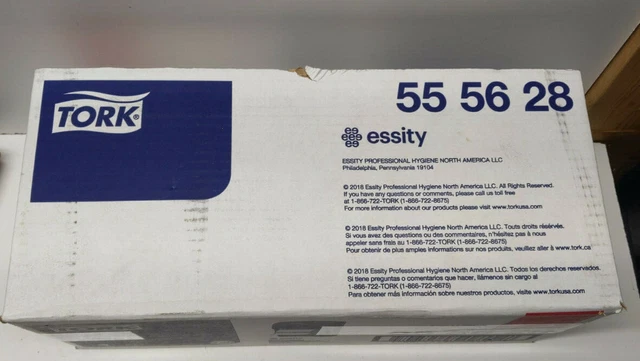 TORK®
55 56 28
essity
ESSITY PROFESSIONAL HYGIENE NORTH AMERICA LLC
Philadelphia, Pennsylvania 19104
© 2018 Essity Professional Hygiene North America LLC. All Rights Reserved.
If you have any questions or comments, please call us toll free
at 1-866-722-TORK (1-866-722-8675)
For more information about our products please visit www.torkusa.com
© 2018 Essity Professional Hygiene North America LLC. Touts droits réservés.
Si vous avez des questions ou des commentaires, n'hésitez pas à nous
appeler sans frais au 1-866-722-TORK (1-866-722-8675)
Pour obtenir de plus amples informations sur nos produits, veuillez aller à www.tork.ca
© 2018 Essity Professional Hygiene North America LLC. Todos los derechos reservados.
Si tiene preguntas o comentarios que hacer, llámenos sin cargo al
1-866-722-TORK (1-866-722-8675)
Para obtener más información sobre nuestros productos, visite www.torkusa.com